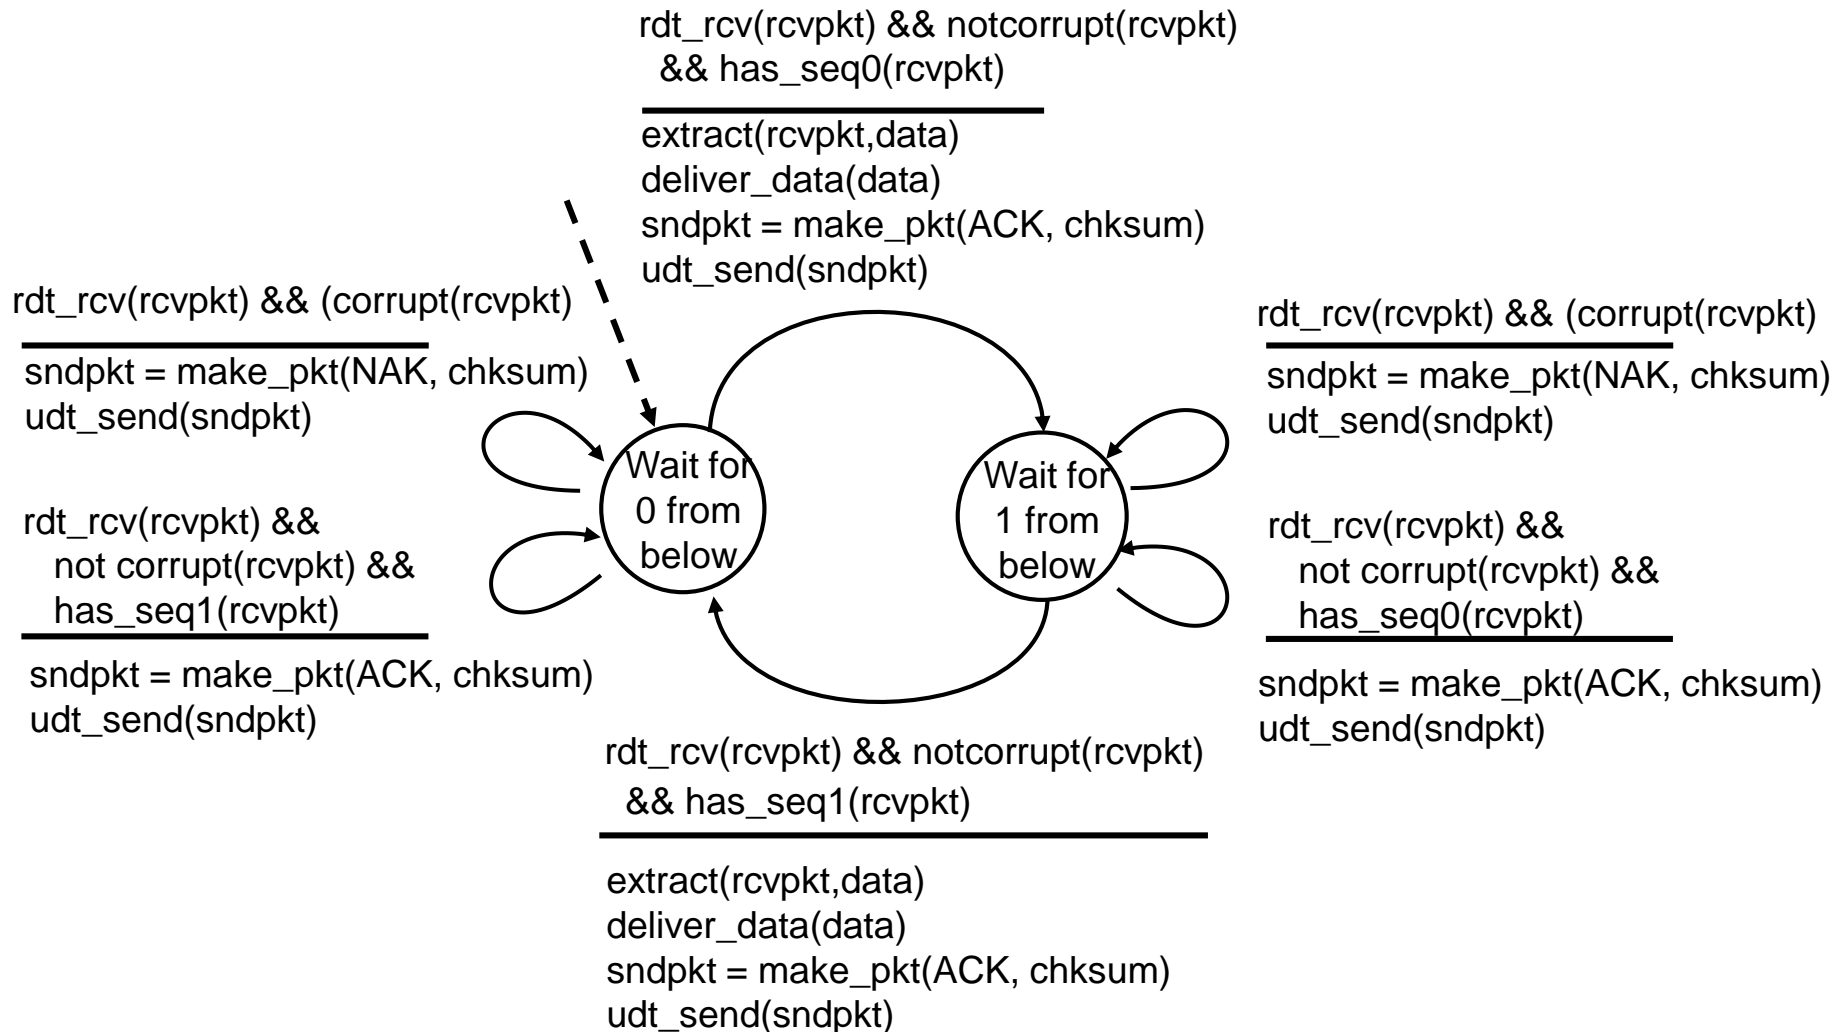 rdt_rcv(rcvpkt) && notcorrupt(rcvpkt)
&& has_seq0(rcvpkt)
extract(rcvpkt,data)
deliver_data(data)
sndpkt = make_pkt(ACK, chksum)
udt_send(sndpkt)
rdt_rcv(rcvpkt) && (corrupt(rcvpkt)
sndpkt = make_pkt(NAK, chksum)
udt_send(sndpkt)
rdt_rcv(rcvpkt) &&
not corrupt(rcvpkt) &&
has_seq1(rcvpkt)
sndpkt = make_pkt(ACK, chksum)
udt_send(sndpkt)
Wait for
0 from
below
Wait for
1 from
below
rdt_rcv(rcvpkt) && (corrupt(rcvpkt)
sndpkt = make_pkt(NAK, chksum)
udt_send(sndpkt)
rdt_rcv(rcvpkt) &&
not corrupt(rcvpkt) &&
has_seq0(rcvpkt)
sndpkt = make_pkt(ACK, chksum)
udt_send(sndpkt)
rdt_rcv(rcvpkt) && notcorrupt(rcvpkt)
&& has_seq1(rcvpkt)
extract(rcvpkt,data)
deliver_data(data)
sndpkt = make_pkt(ACK, chksum)
udt_send(sndpkt)